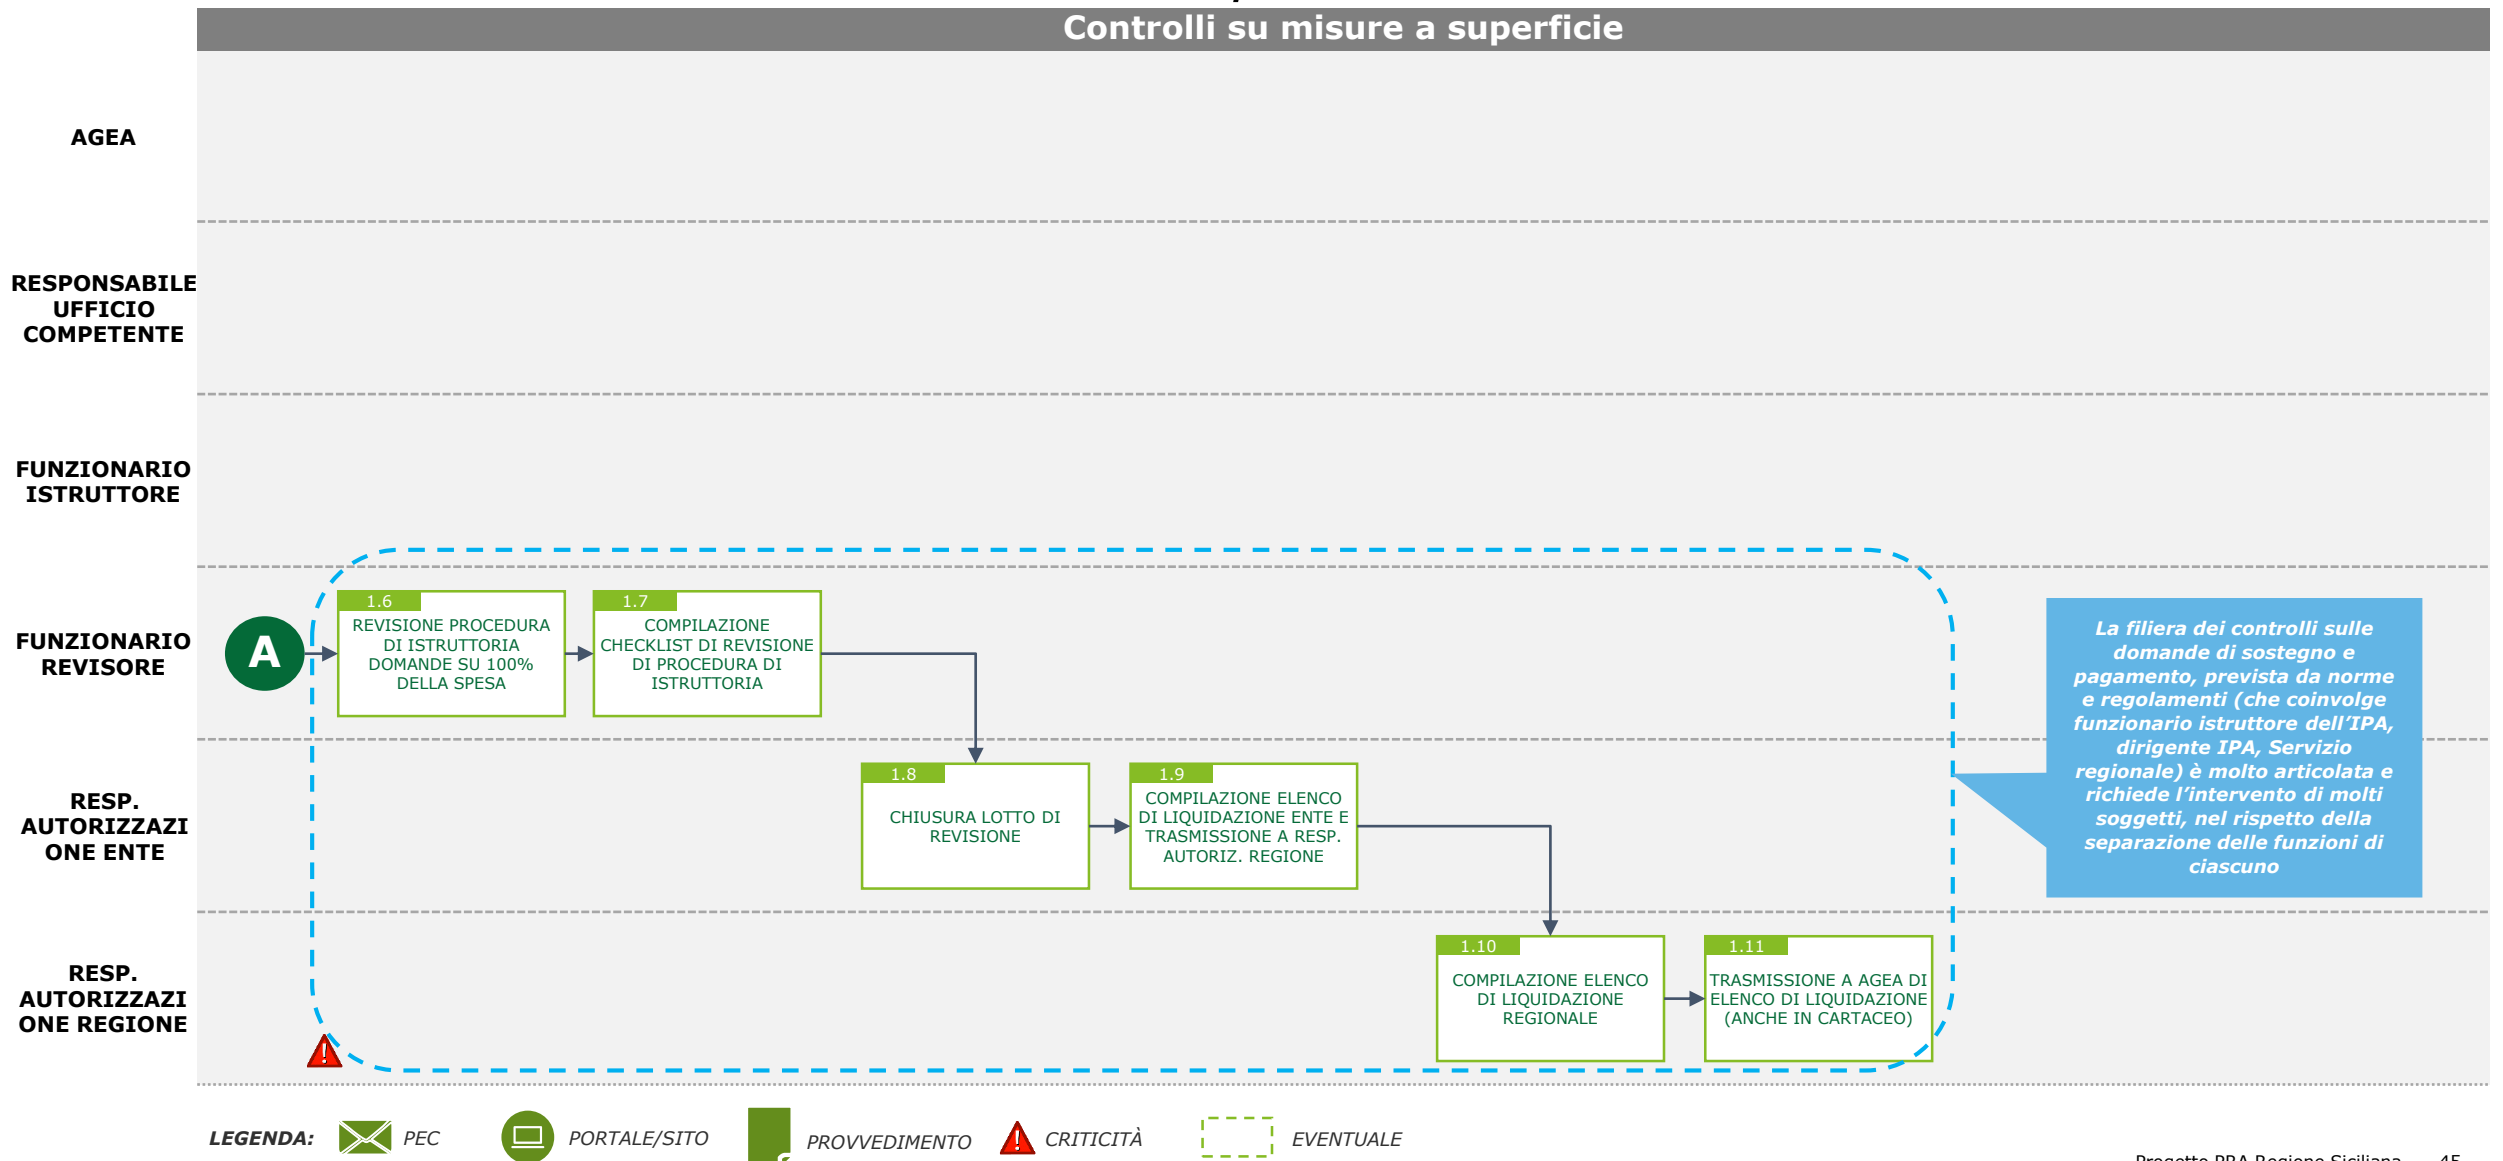 Controlli su misure a superficie
AGEA
RESPONSABILE
UFFICIO
COMPETENTE
FUNZIONARIO
ISTRUTTORE
FUNZIONARIO
REVISORE
A
1.6
REVISIONE PROCEDURA
DI ISTRUTTORIA
DOMANDE SU 100%
DELLA SPESA
1.7
COMPILAZIONE
CHECKLIST DI REVISIONE
DI PROCEDURA DI
ISTRUTTORIA
La filiera dei controlli sulle
domande di sostegno e
pagamento, prevista da norme
e regolamenti (che coinvolge
funzionario istruttore dell’IPA,
dirigente IPA, Servizio
regionale) è molto articolata e
richiede l’intervento di molti
soggetti, nel rispetto della
separazione delle funzioni di
ciascuno
RESP.
AUTORIZZAZI
ONE ENTE
1.8
CHIUSURA LOTTO DI
REVISIONE
1.9
COMPILAZIONE ELENCO
DI LIQUIDAZIONE ENTE E
TRASMISSIONE A RESP.
AUTORIZ. REGIONE
RESP.
AUTORIZZAZI
ONE REGIONE
1.10
COMPILAZIONE ELENCO
DI LIQUIDAZIONE
REGIONALE
1.11
TRASMISSIONE A AGEA DI
ELENCO DI LIQUIDAZIONE
(ANCHE IN CARTACEO)
LEGENDA:
PEC
PORTALE/SITO
PROVVEDIMENTO
CRITICITÀ
EVENTUALE
Progetto PRA Regione Siciliana 45